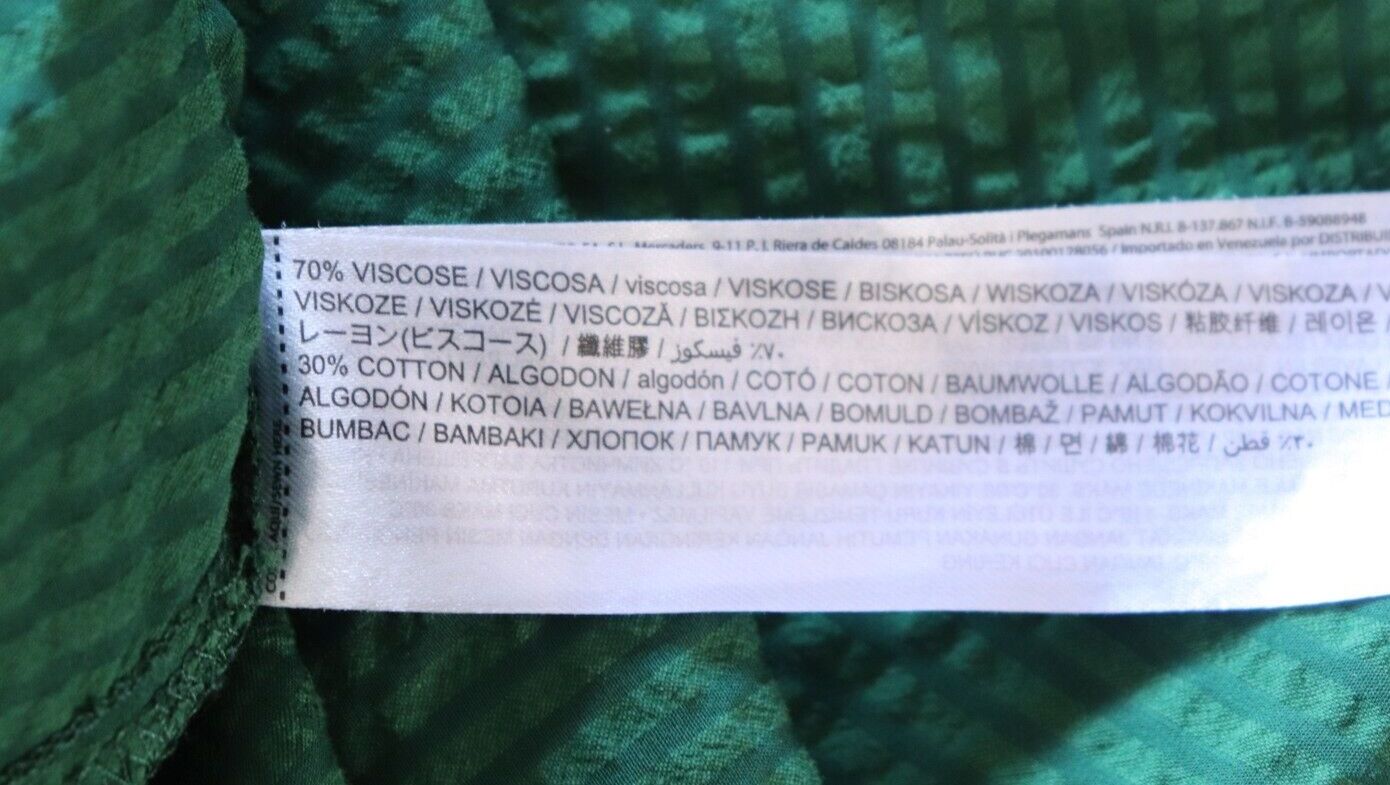 Mercaders, 9-11 P. I. Riera de Caldes 08184 Palau-Solità i Plegamans Spain N.R.I. B-137.867 N.I.F. B-59088948
/ Importado en Venezuela por
70% VISCOSE / VISCOSA / viscosa / VISKOSE / BISKOSA / WISKOZA / VISKÓZA / VISKOZA /
VISKOZE / VISKOZÉ / VISCOZĂ / ΒΙΣΚΟΖΗ / ВИСКОЗА / VÍSKOZ / VISKOS / 粘胶纤维 / 레이온
レーヨン(ビスコース) / 纖維膠 / فيسكوز ٪٧٠
30% COTTON / ALGODON / algodón / COTÓ / COTON / BAUMWOLLE / ALGODÃO / COTONE /
ALGODÓN / KOTOIA / BAWEŁNA / BAVLNA / BOMULD / BOMBAŽ / PAMUT / KOKVILNA / MED
BUMBAC / BAMBAKI / ХЛОПОК / ПАМУК / PAMUK / KATUN / 棉 / 면 / 綿 / 棉花 / قطن ٪٣٠